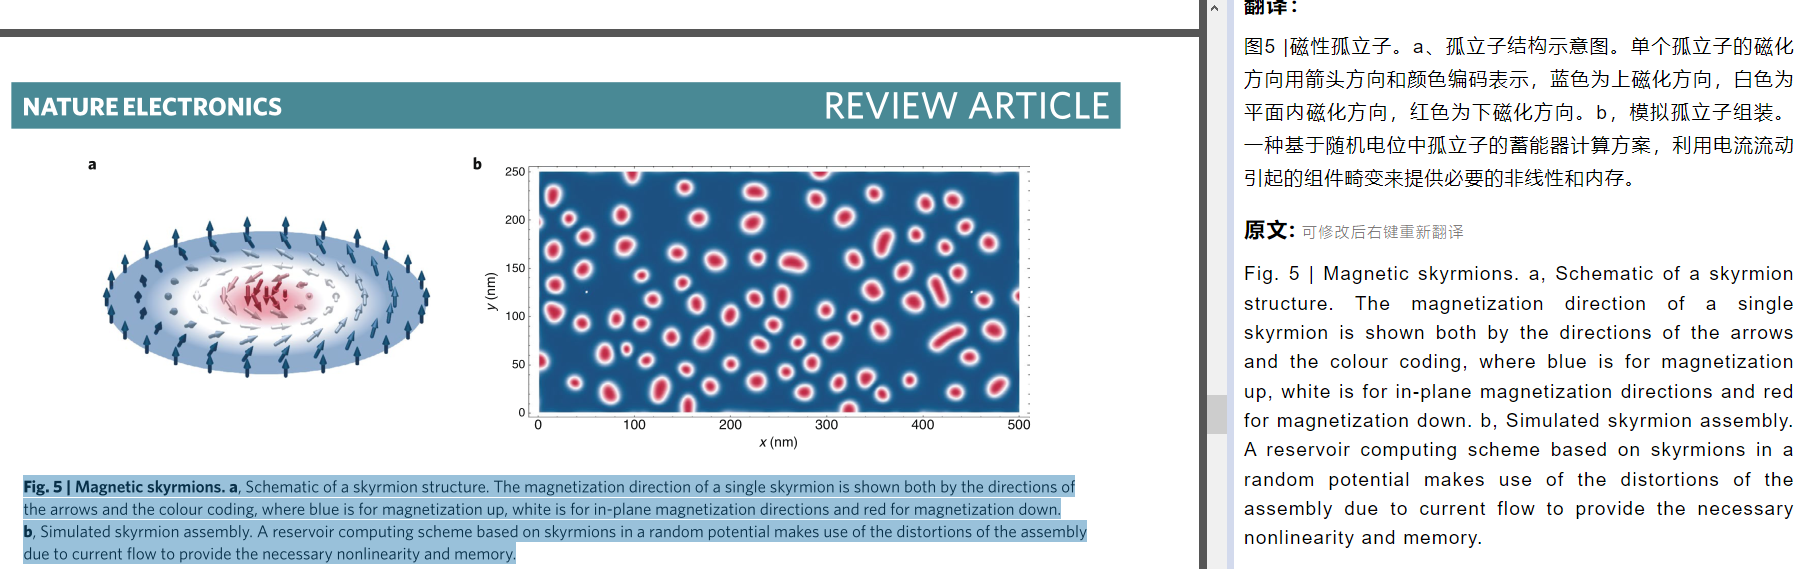 NATURE ELECTRONICS
REVIEW ARTICLE
a
b
250
200
150
100
50
0
y (nm)
0
100
200
300
400
500
x (nm)
Fig. 5 | Magnetic skyrmions. a, Schematic of a skyrmion structure. The magnetization direction of a single skyrmion is shown both by the directions of
the arrows and the colour coding, where blue is for magnetization up, white is for in-plane magnetization directions and red for magnetization down.
b, Simulated skyrmion assembly. A reservoir computing scheme based on skyrmions in a random potential makes use of the distortions of the assembly
due to current flow to provide the necessary nonlinearity and memory.
翻译：
图5 |磁性孤立子。a、孤立子结构示意图。单个孤立子的磁化
方向用箭头方向和颜色编码表示，蓝色为上磁化方向，白色为
平面内磁化方向，红色为下磁化方向。b，模拟孤立子组装。
一种基于随机电位中孤立子的蓄能器计算方案，利用电流流动
引起的组件畸变来提供必要的非线性和内存。
原文: 可修改后右键重新翻译
Fig. 5 | Magnetic skyrmions. a, Schematic of a skyrmion
structure. The magnetization direction of a single
skyrmion is shown both by the directions of the arrows
and the colour coding, where blue is for magnetization
up, white is for in-plane magnetization directions and red
for magnetization down. b, Simulated skyrmion assembly.
A reservoir computing scheme based on skyrmions in a
random potential makes use of the distortions of the
assembly due to current flow to provide the necessary
nonlinearity and memory.